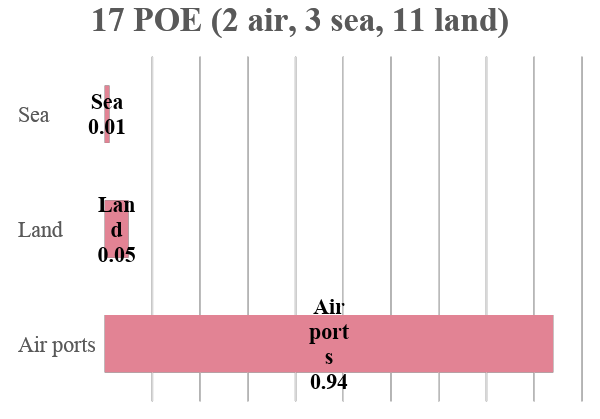 17 POE (2 air, 3 sea, 11 land)
Sea
Sea
0.01
Land
Lan
d
0.05
Air ports
Air
port
s
0.94